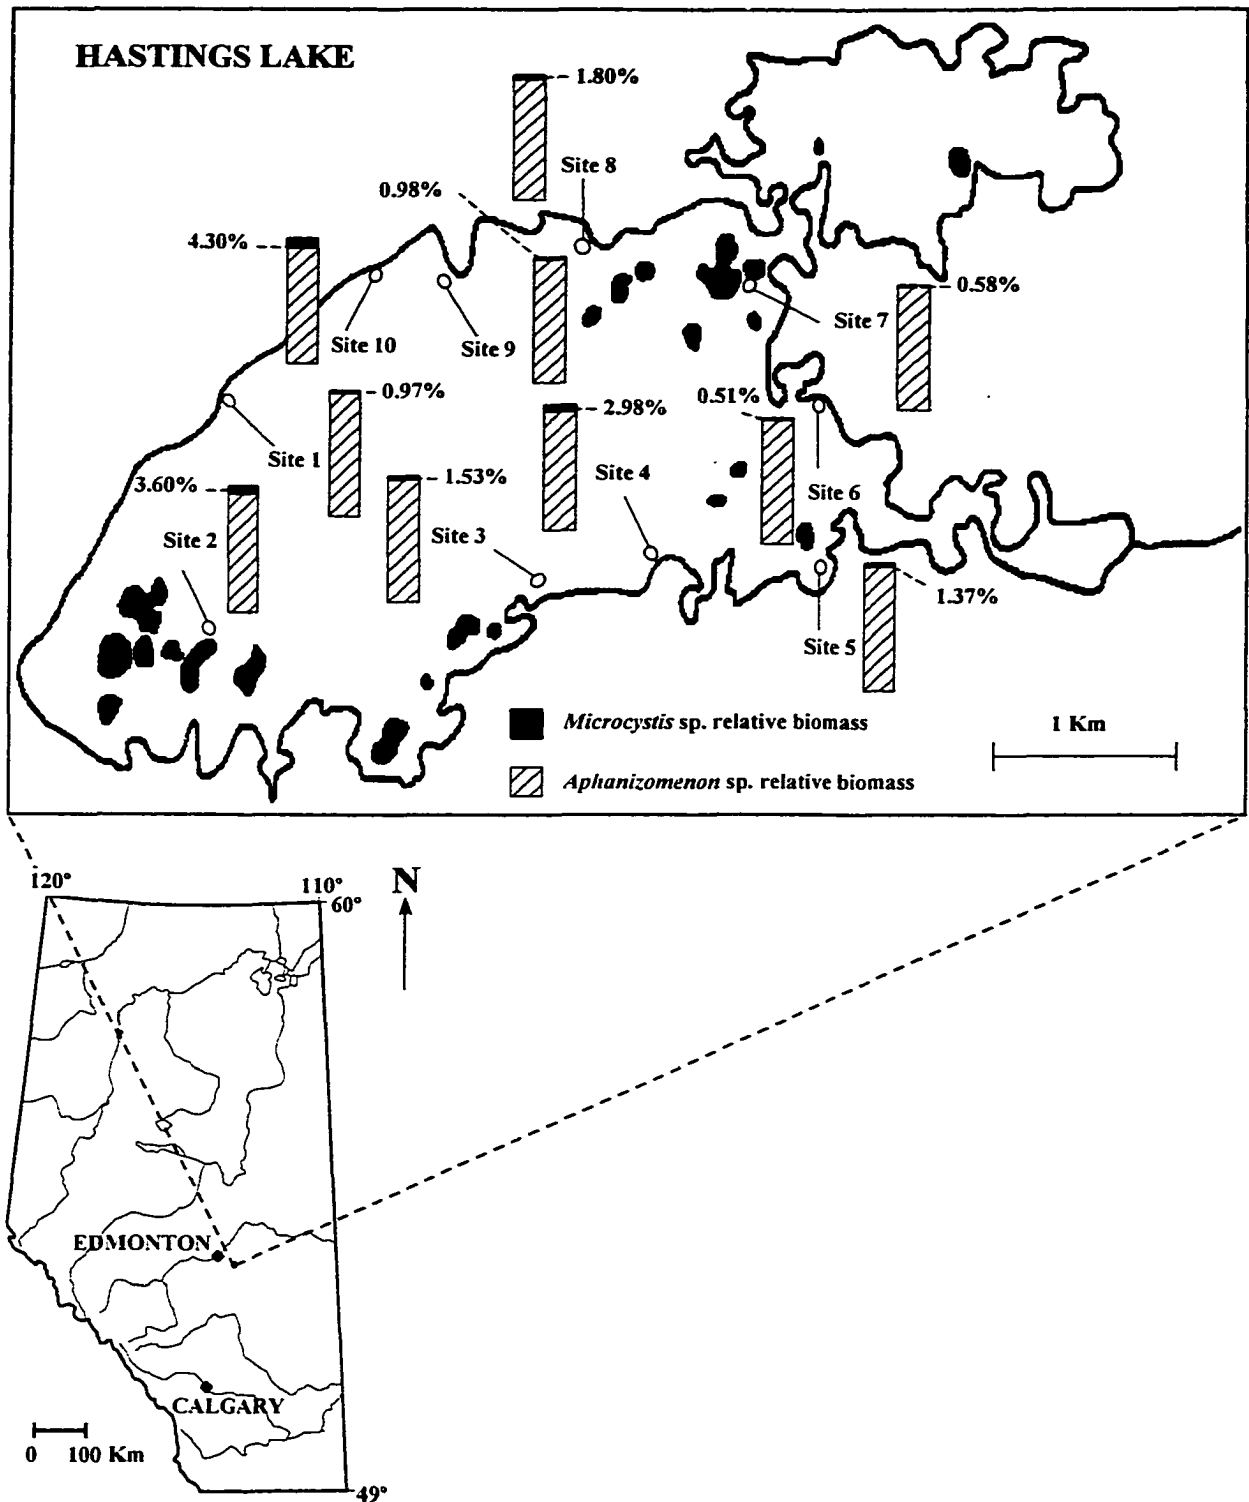 HASTINGS LAKE
1.80%
Site 8
0.98%
4.30%
0.58%
Site 7
Site 10
Site 9
0.97%
0.51%
2.98%
Site 1
1.53%
Site 4
3.60%
Site 6
Site 2
Site 3
1.37%
Site 5
Microcystis sp. relative biomass
1 Km
Aphanizomenon sp. relative biomass
120°
110°
N
60°
EDMONTON
CALGARY
0 100 Km
49°